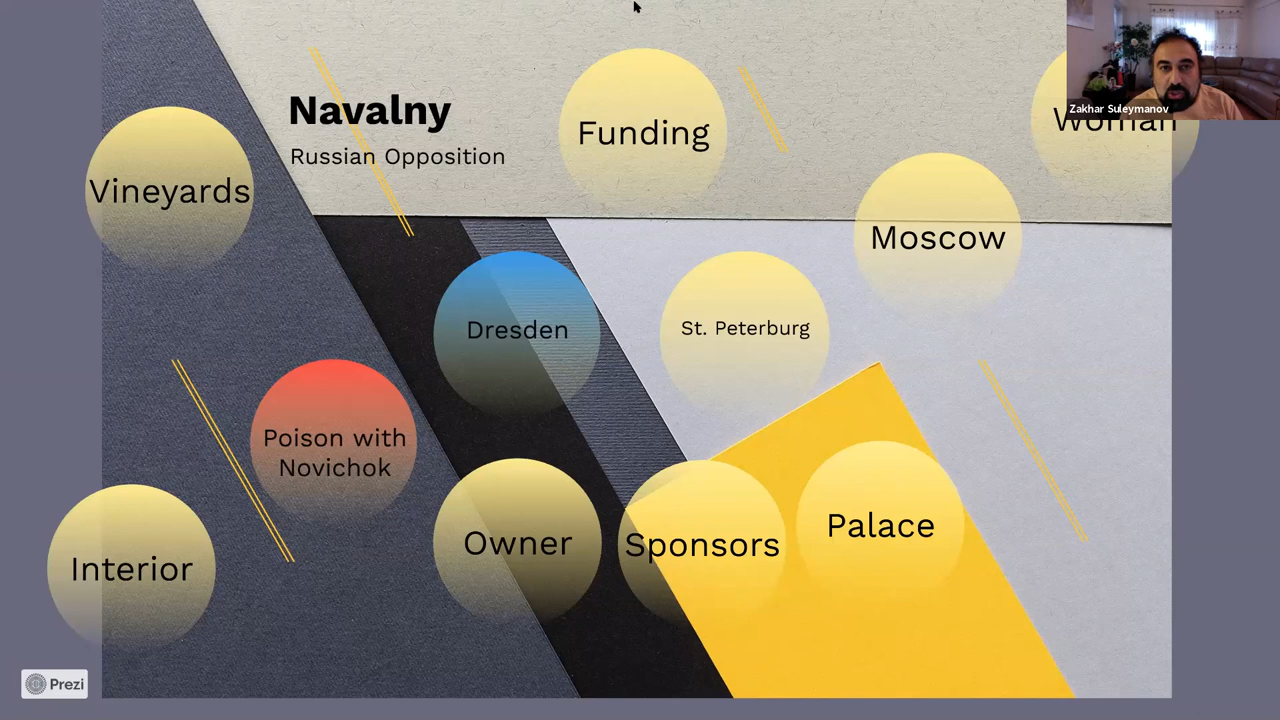 Navalny
Russian Opposition
Funding
Zakhar Suleymanov
Woman
Vineyards
Moscow
Dresden
St. Peterburg
Poison with
Novichok
Owner
Sponsors
Palace
Interior
Prezi